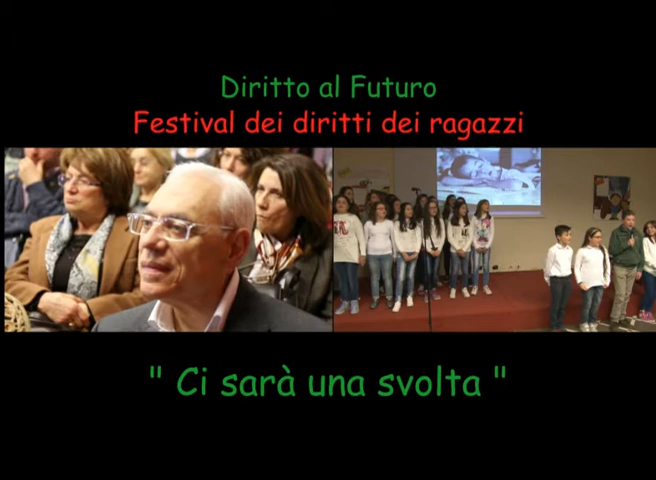 Diritto al Futuro
Festival dei diritti dei ragazzi
" Ci sarà una svolta "